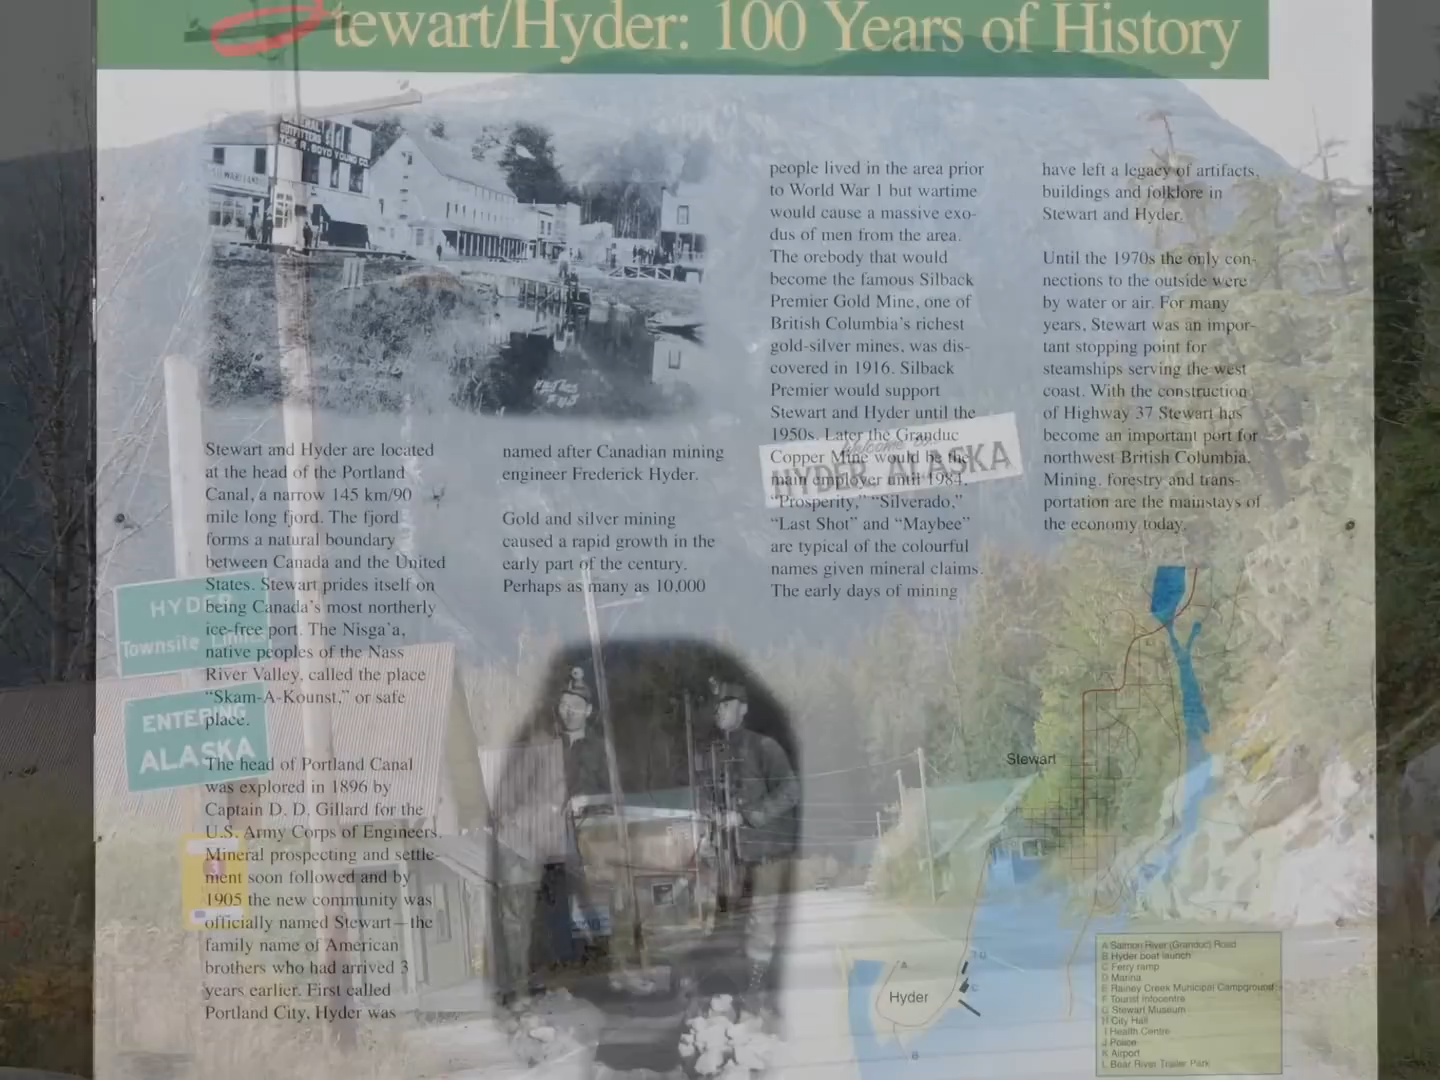 tewart/Hyder: 100 Years of History
OUTFITTERS
THE R. BOYD YOUNG CO.
Stewart and Hyder are located
at the head of the Portland
Canal, a narrow 145 km/90
mile long fjord. The fjord
forms a natural boundary
between Canada and the United
States. Stewart prides itself on
being Canada's most northerly
ice-free port. The Nisga'a,
native peoples of the Nass
River Valley, called the place
"Skam-A-Kounst," or safe
place.
The head of Portland Canal
was explored in 1896 by
Captain D. D. Gillard for the
U.S. Army Corps of Engineers.
Mineral prospecting and settle-
ment soon followed and by
1905 the new community was
officially named Stewart—the
family name of American
brothers who had arrived 3
years earlier. First called
Portland City, Hyder was
named after Canadian mining
engineer Frederick Hyder.
Gold and silver mining
caused a rapid growth in the
early part of the century.
Perhaps as many as 10,000
people lived in the area prior
to World War 1 but wartime
would cause a massive exo-
dus of men from the area.
The orebody that would
become the famous Silback
Premier Gold Mine, one of
British Columbia's richest
gold-silver mines, was dis-
covered in 1916. Silback
Premier would support
Stewart and Hyder until the
1950s. Later the Granduc
Copper Mine would be the
main employer until 1984.
"Prosperity," "Silverado,"
"Last Shot" and "Maybee"
are typical of the colourful
names given mineral claims.
The early days of mining
have left a legacy of artifacts,
buildings and folklore in
Stewart and Hyder.
Until the 1970s the only con-
nections to the outside were
by water or air. For many
years, Stewart was an impor-
tant stopping point for
steamships serving the west
coast. With the construction
of Highway 37 Stewart has
become an important port for
northwest British Columbia.
Mining, forestry and trans-
portation are the mainstays of
the economy today.
Welcome to
HYDER, ALASKA
HYDER
Townsite Limits
ENTERING
ALASKA
3
Stewart
Hyder
A
B
C
D
A Salmon River (Granduc) Road
B Hyder boat launch
C Ferry ramp
D Marina
E Rainey Creek Municipal Campground
F Tourist Infocentre
G Stewart Museum
H City Hall
I Health Centre
J Police
K Airport
L Bear River Trailer Park